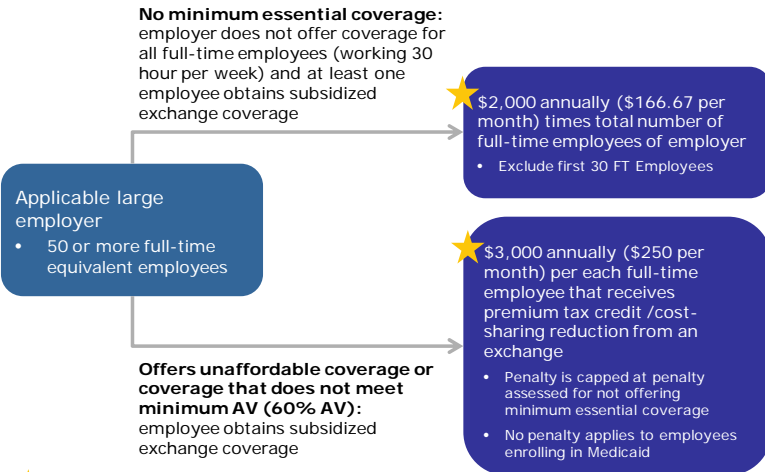 No minimum essential coverage:
employer does not offer coverage for
all full-time employees (working 30
hour per week) and at least one
employee obtains subsidized
exchange coverage
$2,000 annually ($166.67 per
month) times total number of
full-time employees of employer
• Exclude first 30 FT Employees
Applicable large
employer
• 50 or more full-time
equivalent employees
$3,000 annually ($250 per
month) per each full-time
employee that receives
premium tax credit /cost-
sharing reduction from an
exchange
• Penalty is capped at penalty
assessed for not offering
minimum essential coverage
• No penalty applies to employees
enrolling in Medicaid
Offers unaffordable coverage or
coverage that does not meet
minimum AV (60% AV):
employee obtains subsidized
exchange coverage